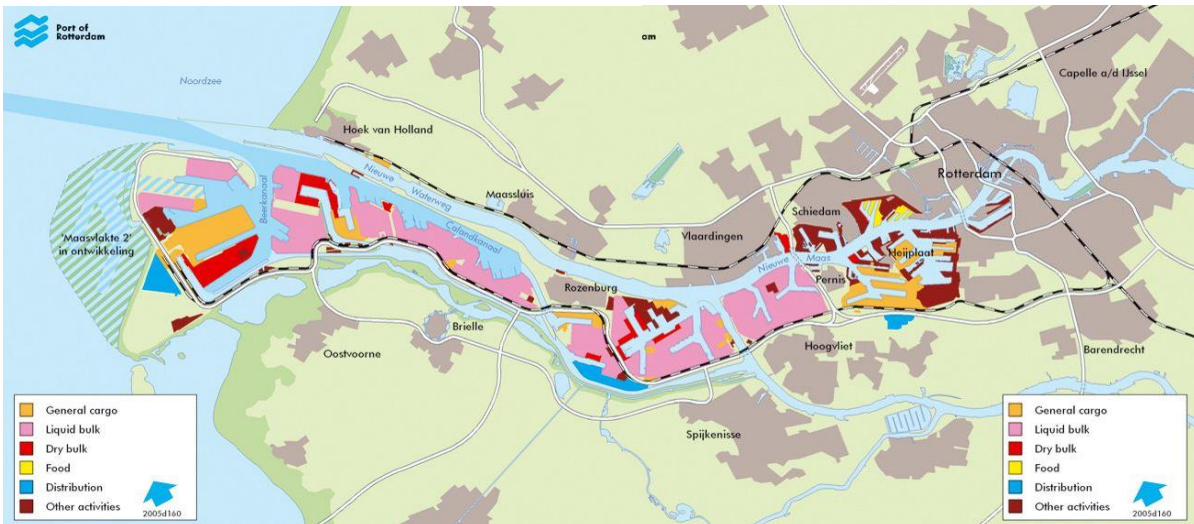 Port of
Rotterdam
am
Noordzee
Capelle a/d IJssel
Hoek van Holland
Maassluis
Rotterdam
Nieuwe Waterweg
Beerkanaal
Schiedam
Calandkanaal
Vlaardingen
'Maasvlakte 2'
in ontwikkeling
Heijplaat
Nieuwe Maas
Pernis
Rozenburg
Brielle
Oostvoorne
Hoogvliet
Barendrecht
Spijkenisse
General cargo
Liquid bulk
Dry bulk
Food
Distribution
Other activities
2005d160
General cargo
Liquid bulk
Dry bulk
Food
Distribution
Other activities
2005d160